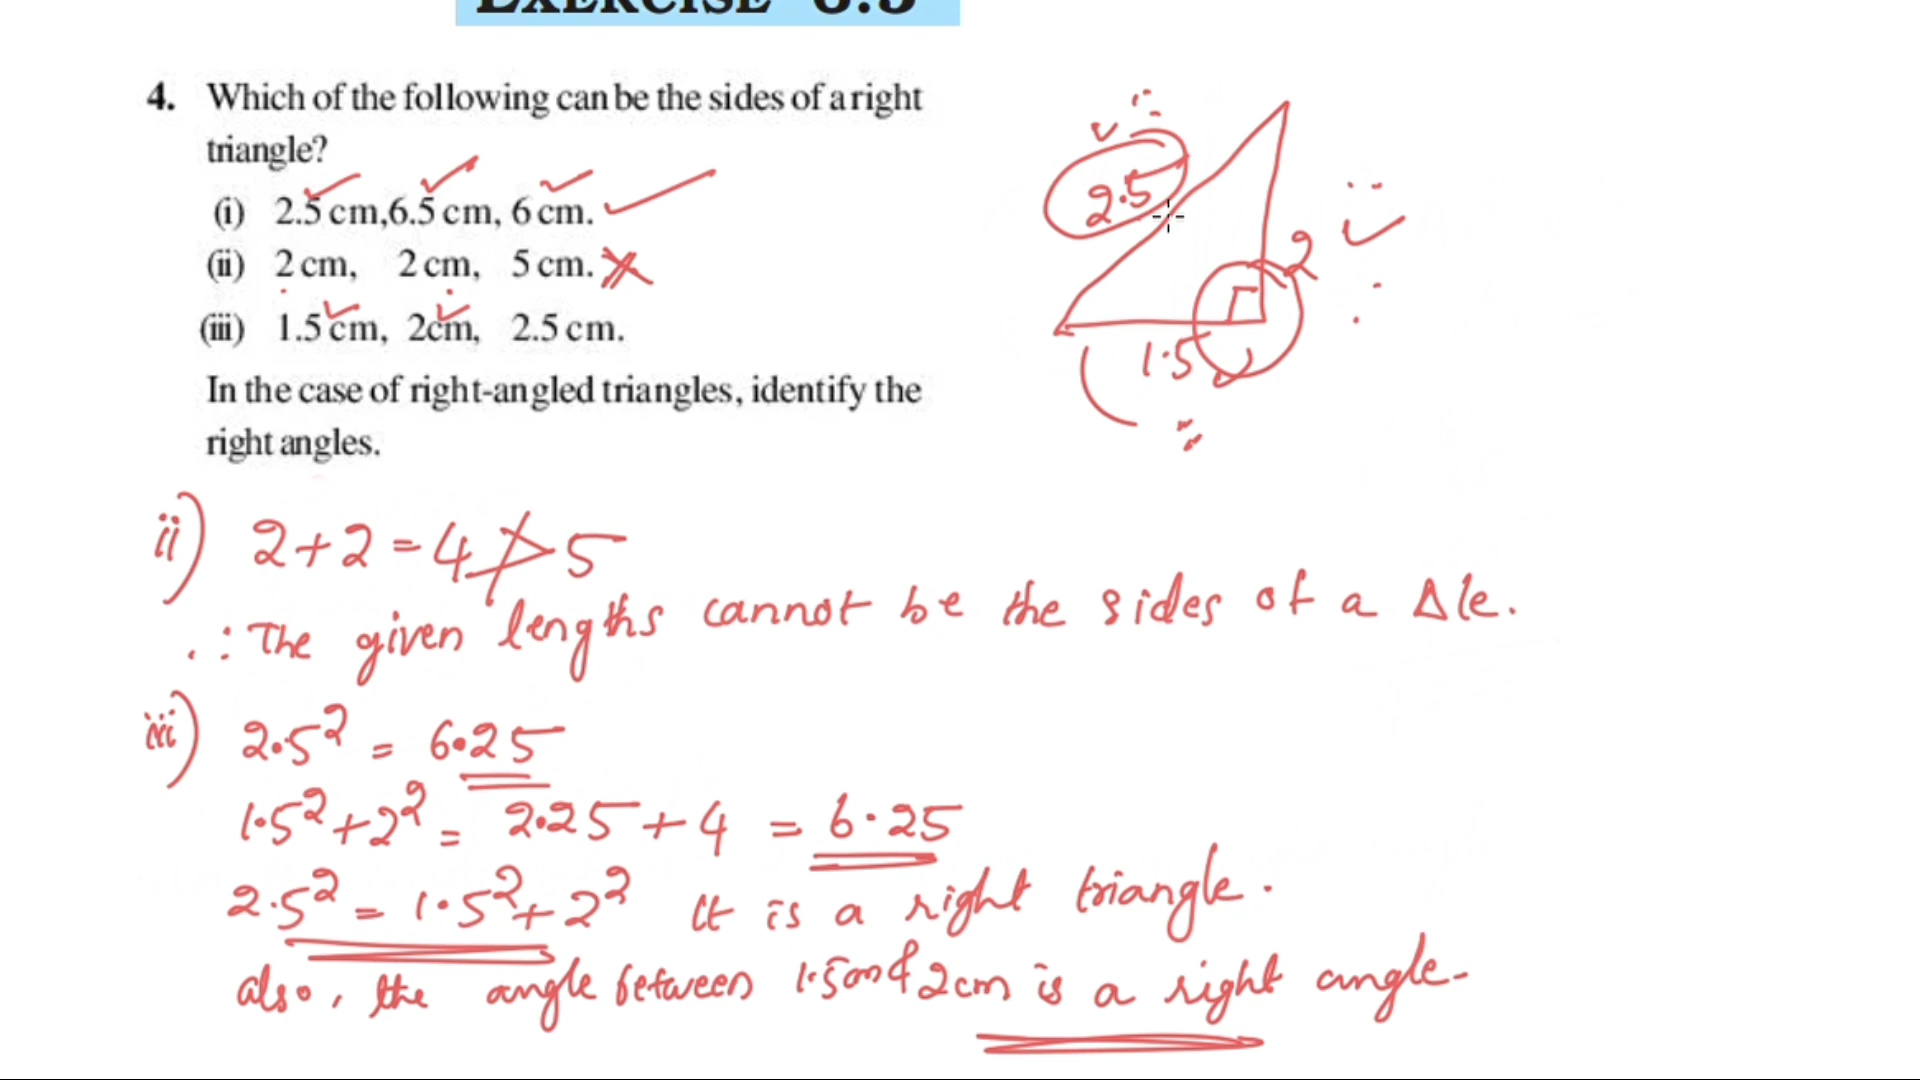 EXERCISE 6.5
4. Which of the following can be the sides of a right
triangle?
(i) 2.5 cm,6.5 cm, 6 cm.
(ii) 2 cm, 2 cm, 5 cm.
(iii) 1.5 cm, 2cm, 2.5 cm.
In the case of right-angled triangles, identify the
right angles.
2.5
2
1.5
ii) 2+2=4≯5
∴ The given lengths cannot be the sides of a Δle.
iii) 2.5² = 6.25
1.5²+2² = 2.25+4 = 6.25
2.5² = 1.5²+2² It is a right triangle.
also, the angle between 1.5cm & 2cm is a right angle.